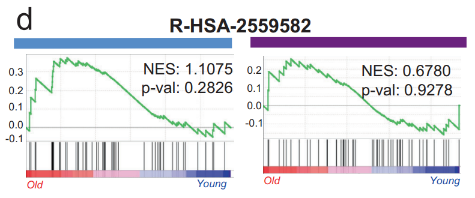 d
R-HSA-2559582
NES: 1.1075
p-val: 0.2826
0.3
0.2
0.1
0.0
-0.1
Old Young
NES: 0.6780
p-val: 0.9278
0.2
0.1
0.0
-0.1
Old Young